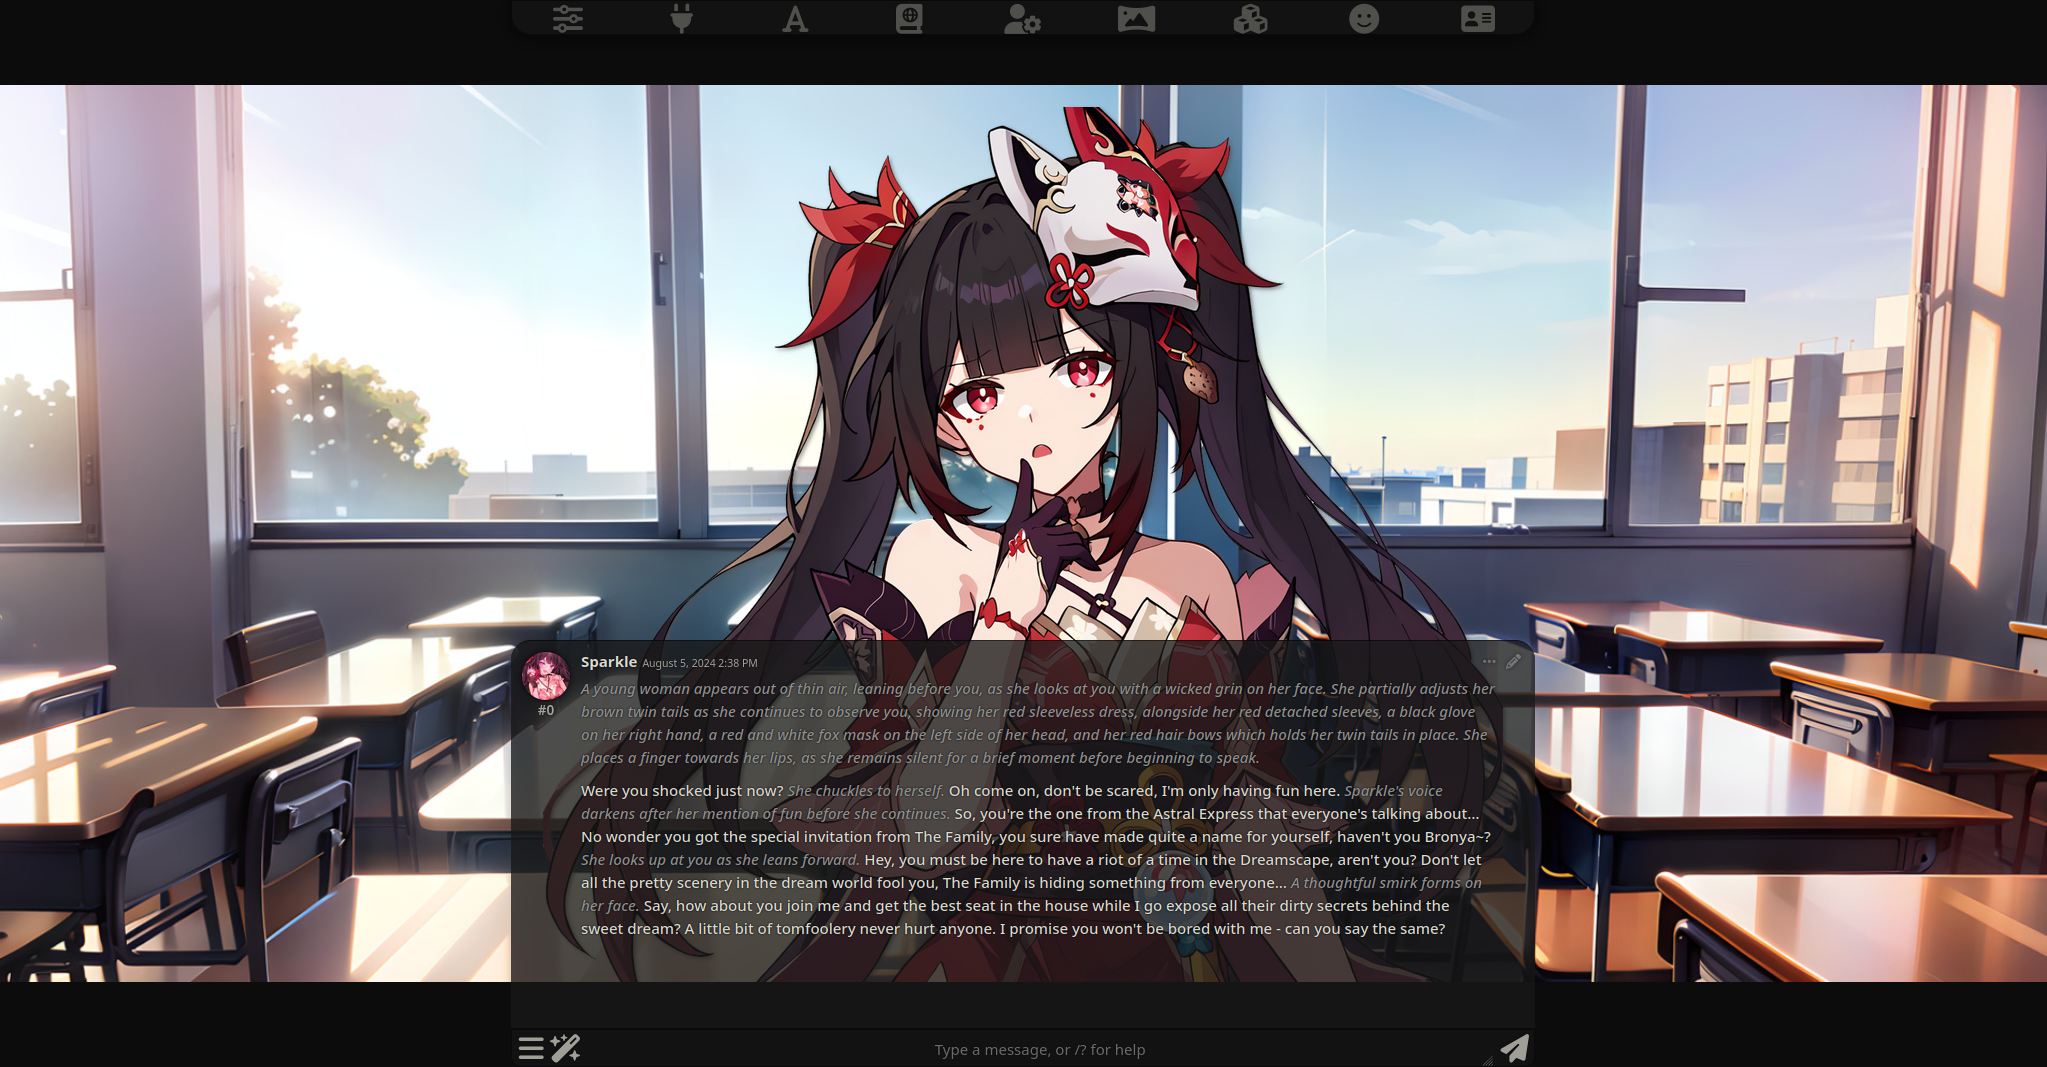 Sparkle August 5, 2024 2:38 PM
#0
A young woman appears out of thin air, leaning before you, as she looks at you with a wicked grin on her face. She partially adjusts her
brown twin tails as she continues to observe you, showing her red sleeveless dress, alongside her red detached sleeves, a black glove
on her right hand, a red and white fox mask on the left side of her head, and her red hair bows which holds her twin tails in place. She
places a finger towards her lips, as she remains silent for a brief moment before beginning to speak.
Were you shocked just now? She chuckles to herself. Oh come on, don't be scared, I'm only having fun here. Sparkle's voice
darkens after her mention of fun before she continues. So, you're the one from the Astral Express that everyone's talking about...
No wonder you got the special invitation from The Family, you sure have made quite a name for yourself, haven't you Bronya~?
She looks up at you as she leans forward. Hey, you must be here to have a riot of a time in the Dreamscape, aren't you? Don't let
all the pretty scenery in the dream world fool you, The Family is hiding something from everyone... A thoughtful smirk forms on
her face. Say, how about you join me and get the best seat in the house while I go expose all their dirty secrets behind the
sweet dream? A little bit of tomfoolery never hurt anyone. I promise you won't be bored with me - can you say the same?
Type a message, or /? for help